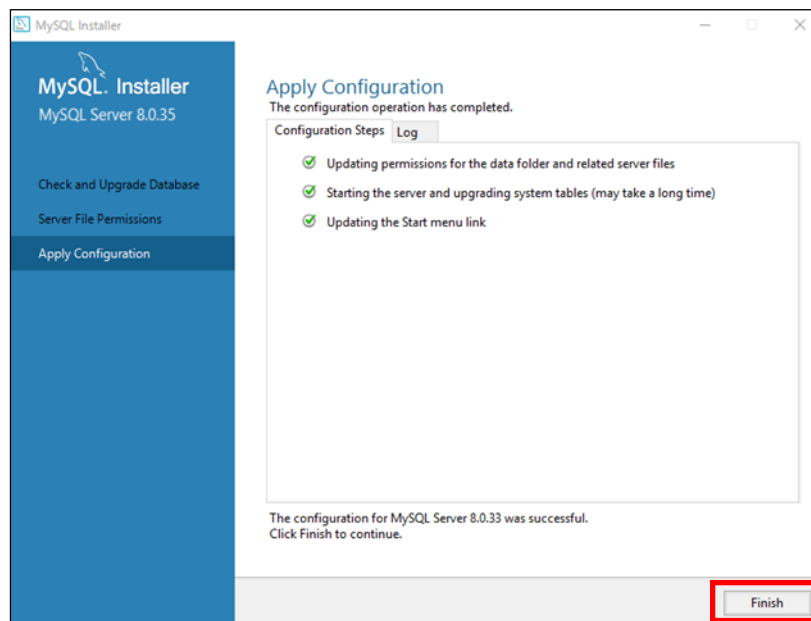 MySQL Installer
MySQL. Installer
MySQL Server 8.0.35
Check and Upgrade Database
Server File Permissions
Apply Configuration
Apply Configuration
The configuration operation has completed.
Configuration Steps Log
Updating permissions for the data folder and related server files
Starting the server and upgrading system tables (may take a long time)
Updating the Start menu link
The configuration for MySQL Server 8.0.33 was successful.
Click Finish to continue.
Finish